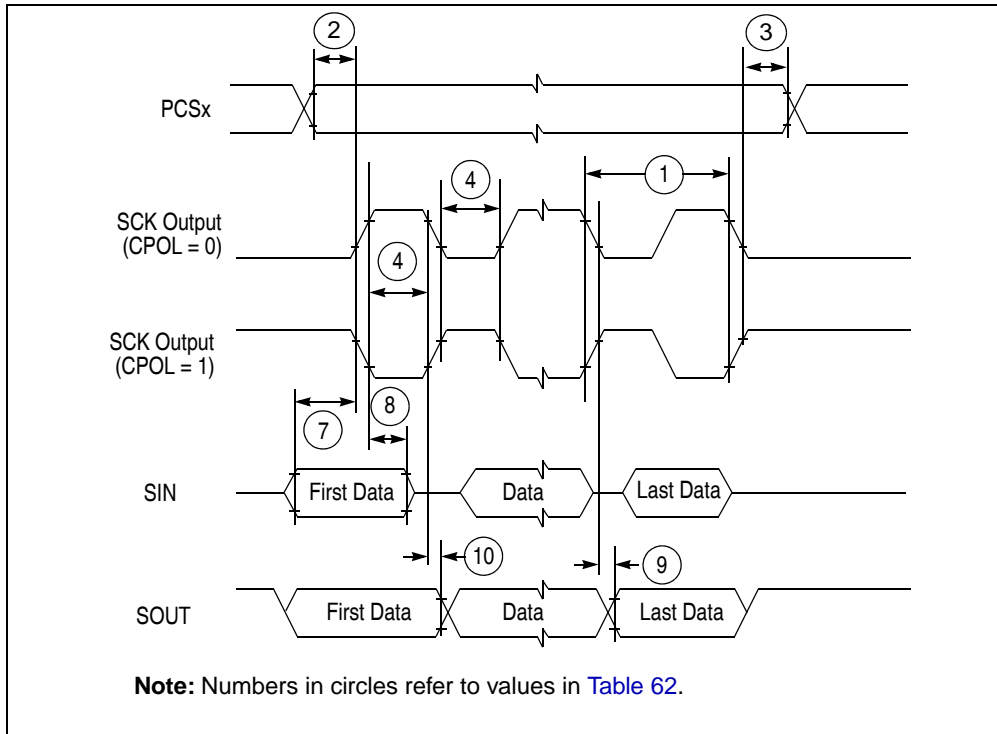 2
3
PCSx
4
1
SCK Output
(CPOL = 0)
4
SCK Output
(CPOL = 1)
7
8
SIN
First Data
Data
Last Data
10
9
SOUT
First Data
Data
Last Data
Note: Numbers in circles refer to values in Table 62.